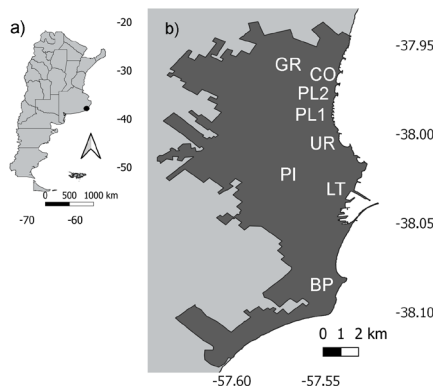 a)
-20
-30
-40
-50
0 500 1000 km
-70 -60
b)
GR
CO
PL2
PL1
UR
PI
LT
BP
-37.95
-38.00
-38.05
-38.10
0 1 2 km
-57.60 -57.55